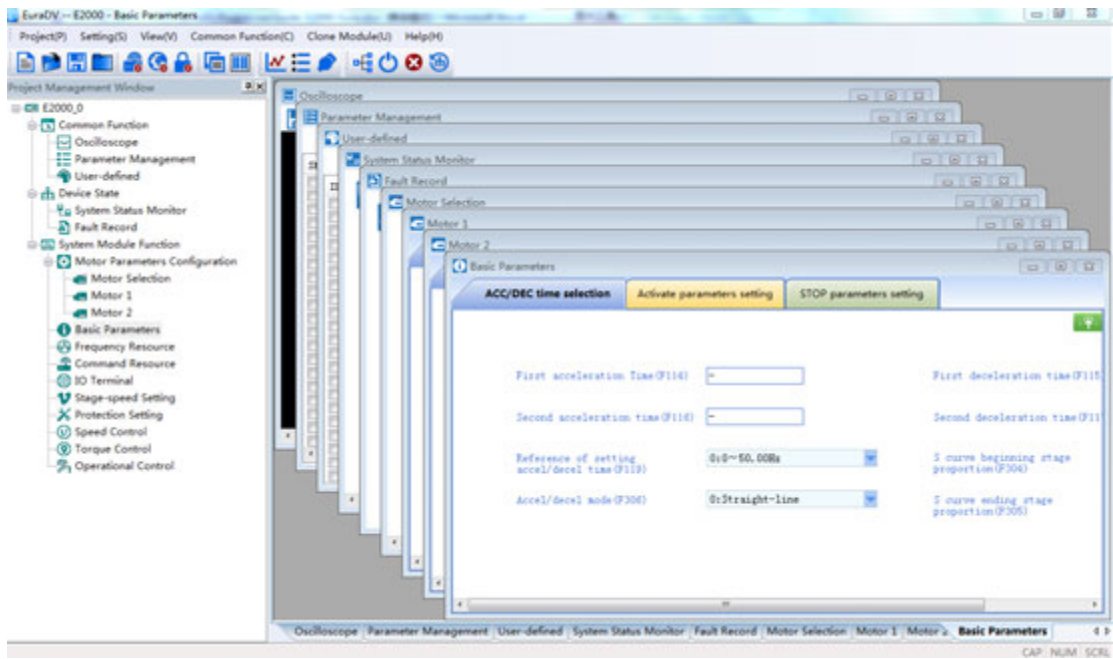 EuraDV -- E2000 - Basic Parameters
Project(P) Setting(S) View(V) Common Function(C) Clone Module(U) Help(H)
Project Management Window
E2000_0
Common Function
Oscilloscope
Parameter Management
User-defined
Device State
System Status Monitor
Fault Record
System Module Function
Motor Parameters Configuration
Motor Selection
Motor 1
Motor 2
Basic Parameters
Frequency Resource
Command Resource
IO Terminal
Stage-speed Setting
Protection Setting
Speed Control
Torque Control
Operational Control
Oscilloscope
Parameter Management
User-defined
System Status Monitor
Fault Record
Motor Selection
Motor 1
Motor 2
Basic Parameters
ACC/DEC time selection Activate parameters setting STOP parameters setting
First acceleration Time(F114) - First deceleration time(F115
Second acceleration time(F116) - Second deceleration time(F11
Reference of setting
accel/decel time(F119)
0:0~50.00Hz
S curve beginning stage
proportion(F304)
Accel/decel mode(F306) 0:Straight-line
S curve ending stage
proportion(F305)
Oscilloscope Parameter Management User-defined System Status Monitor Fault Record Motor Selection Motor 1 Motor 2 Basic Parameters
CAP NUM SCRL